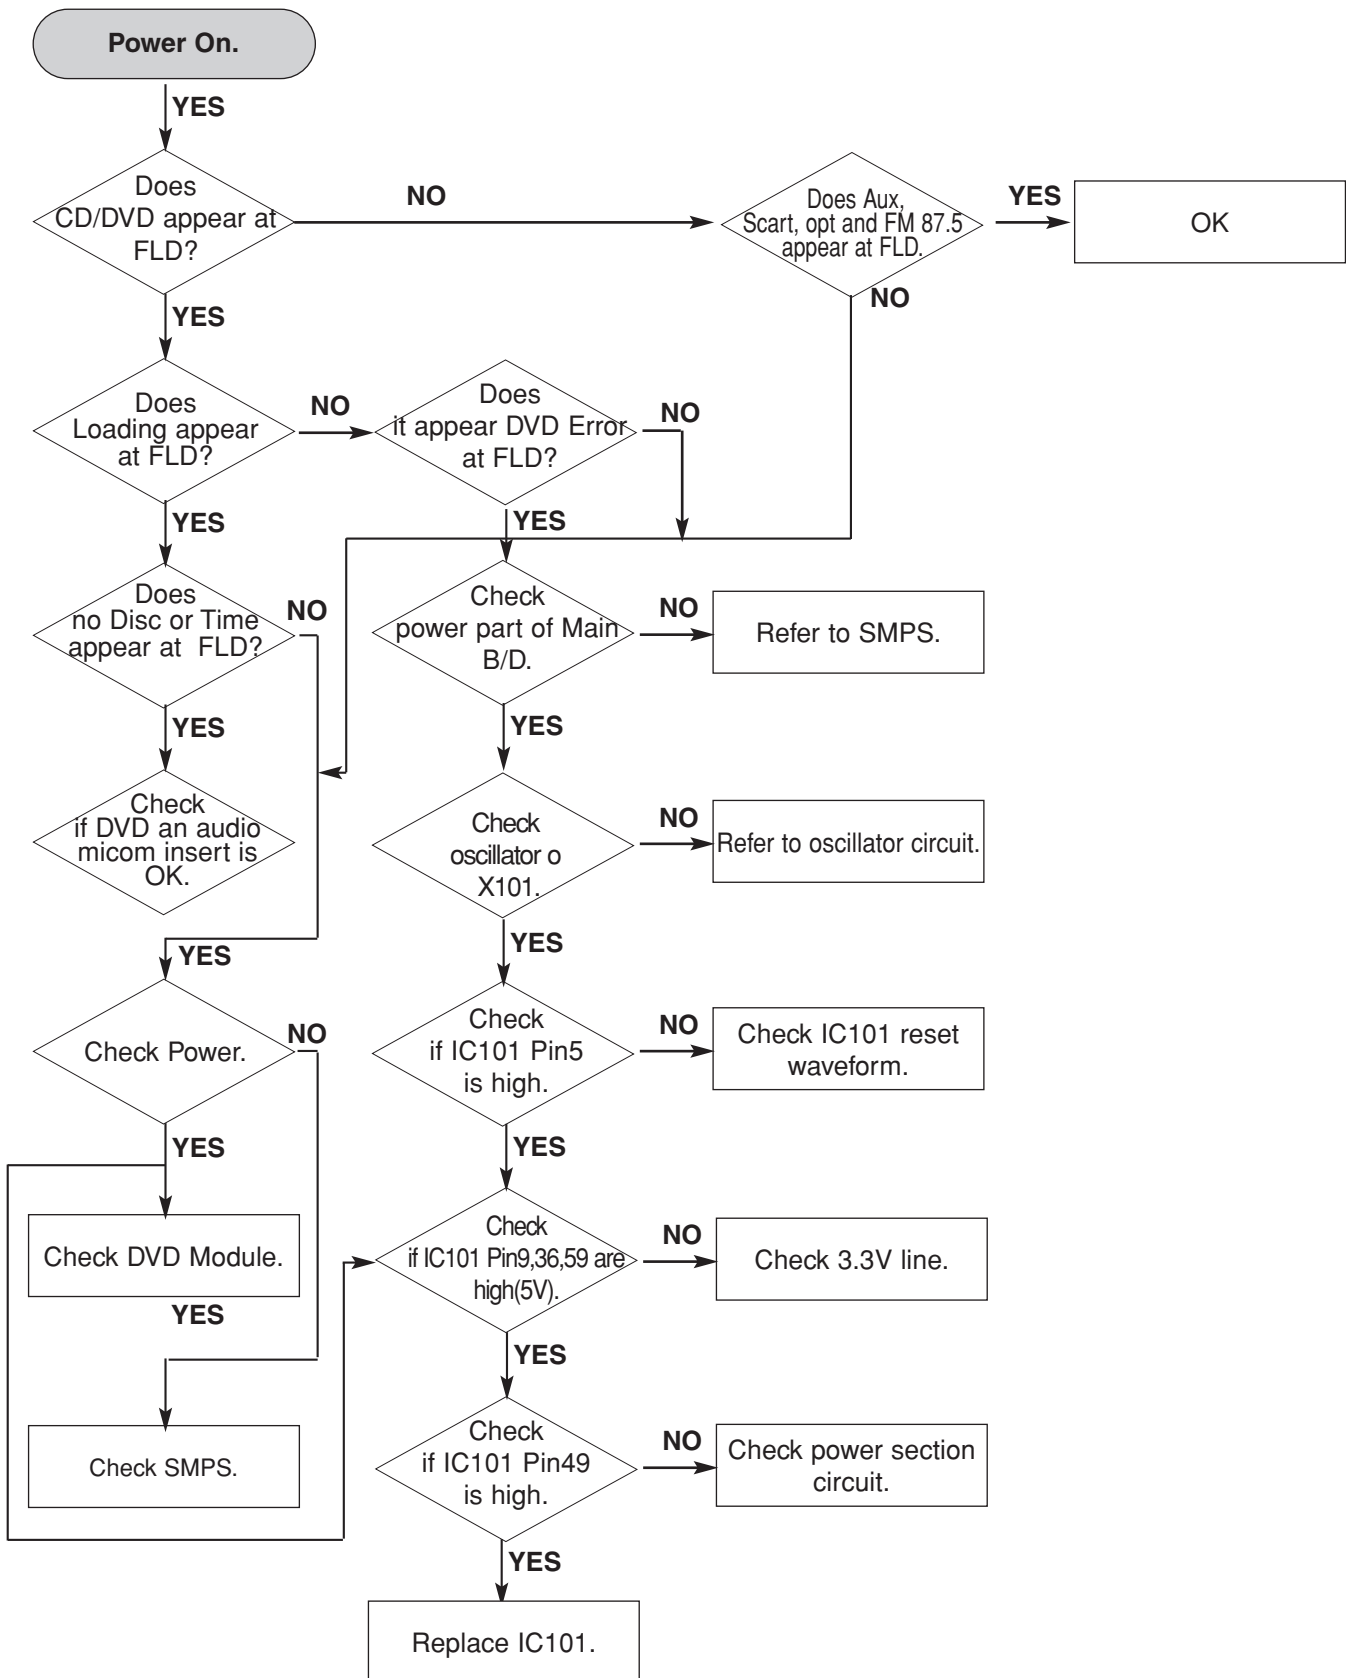 Power On.
YES
Does
CD/DVD appear at
FLD?
NO
Does Aux,
Scart, opt and FM 87.5
appear at FLD.
YES
OK
NO
YES
Does
Loading appear
at FLD?
NO
Does
it appear DVD Error
at FLD?
NO
YES
YES
Does
no Disc or Time
appear at FLD?
NO
Check
power part of Main
B/D.
NO
Refer to SMPS.
YES
YES
Check
if DVD an audio
micom insert is
OK.
Check
oscillator o
X101.
NO
Refer to oscillator circuit.
YES
YES
Check Power.
NO
Check
if IC101 Pin5
is high.
NO
Check IC101 reset
waveform.
YES
YES
Check DVD Module.
YES
Check
if IC101 Pin9,36,59 are
high(5V).
NO
Check 3.3V line.
YES
Check SMPS.
Check
if IC101 Pin49
is high.
NO
Check power section
circuit.
YES
Replace IC101.